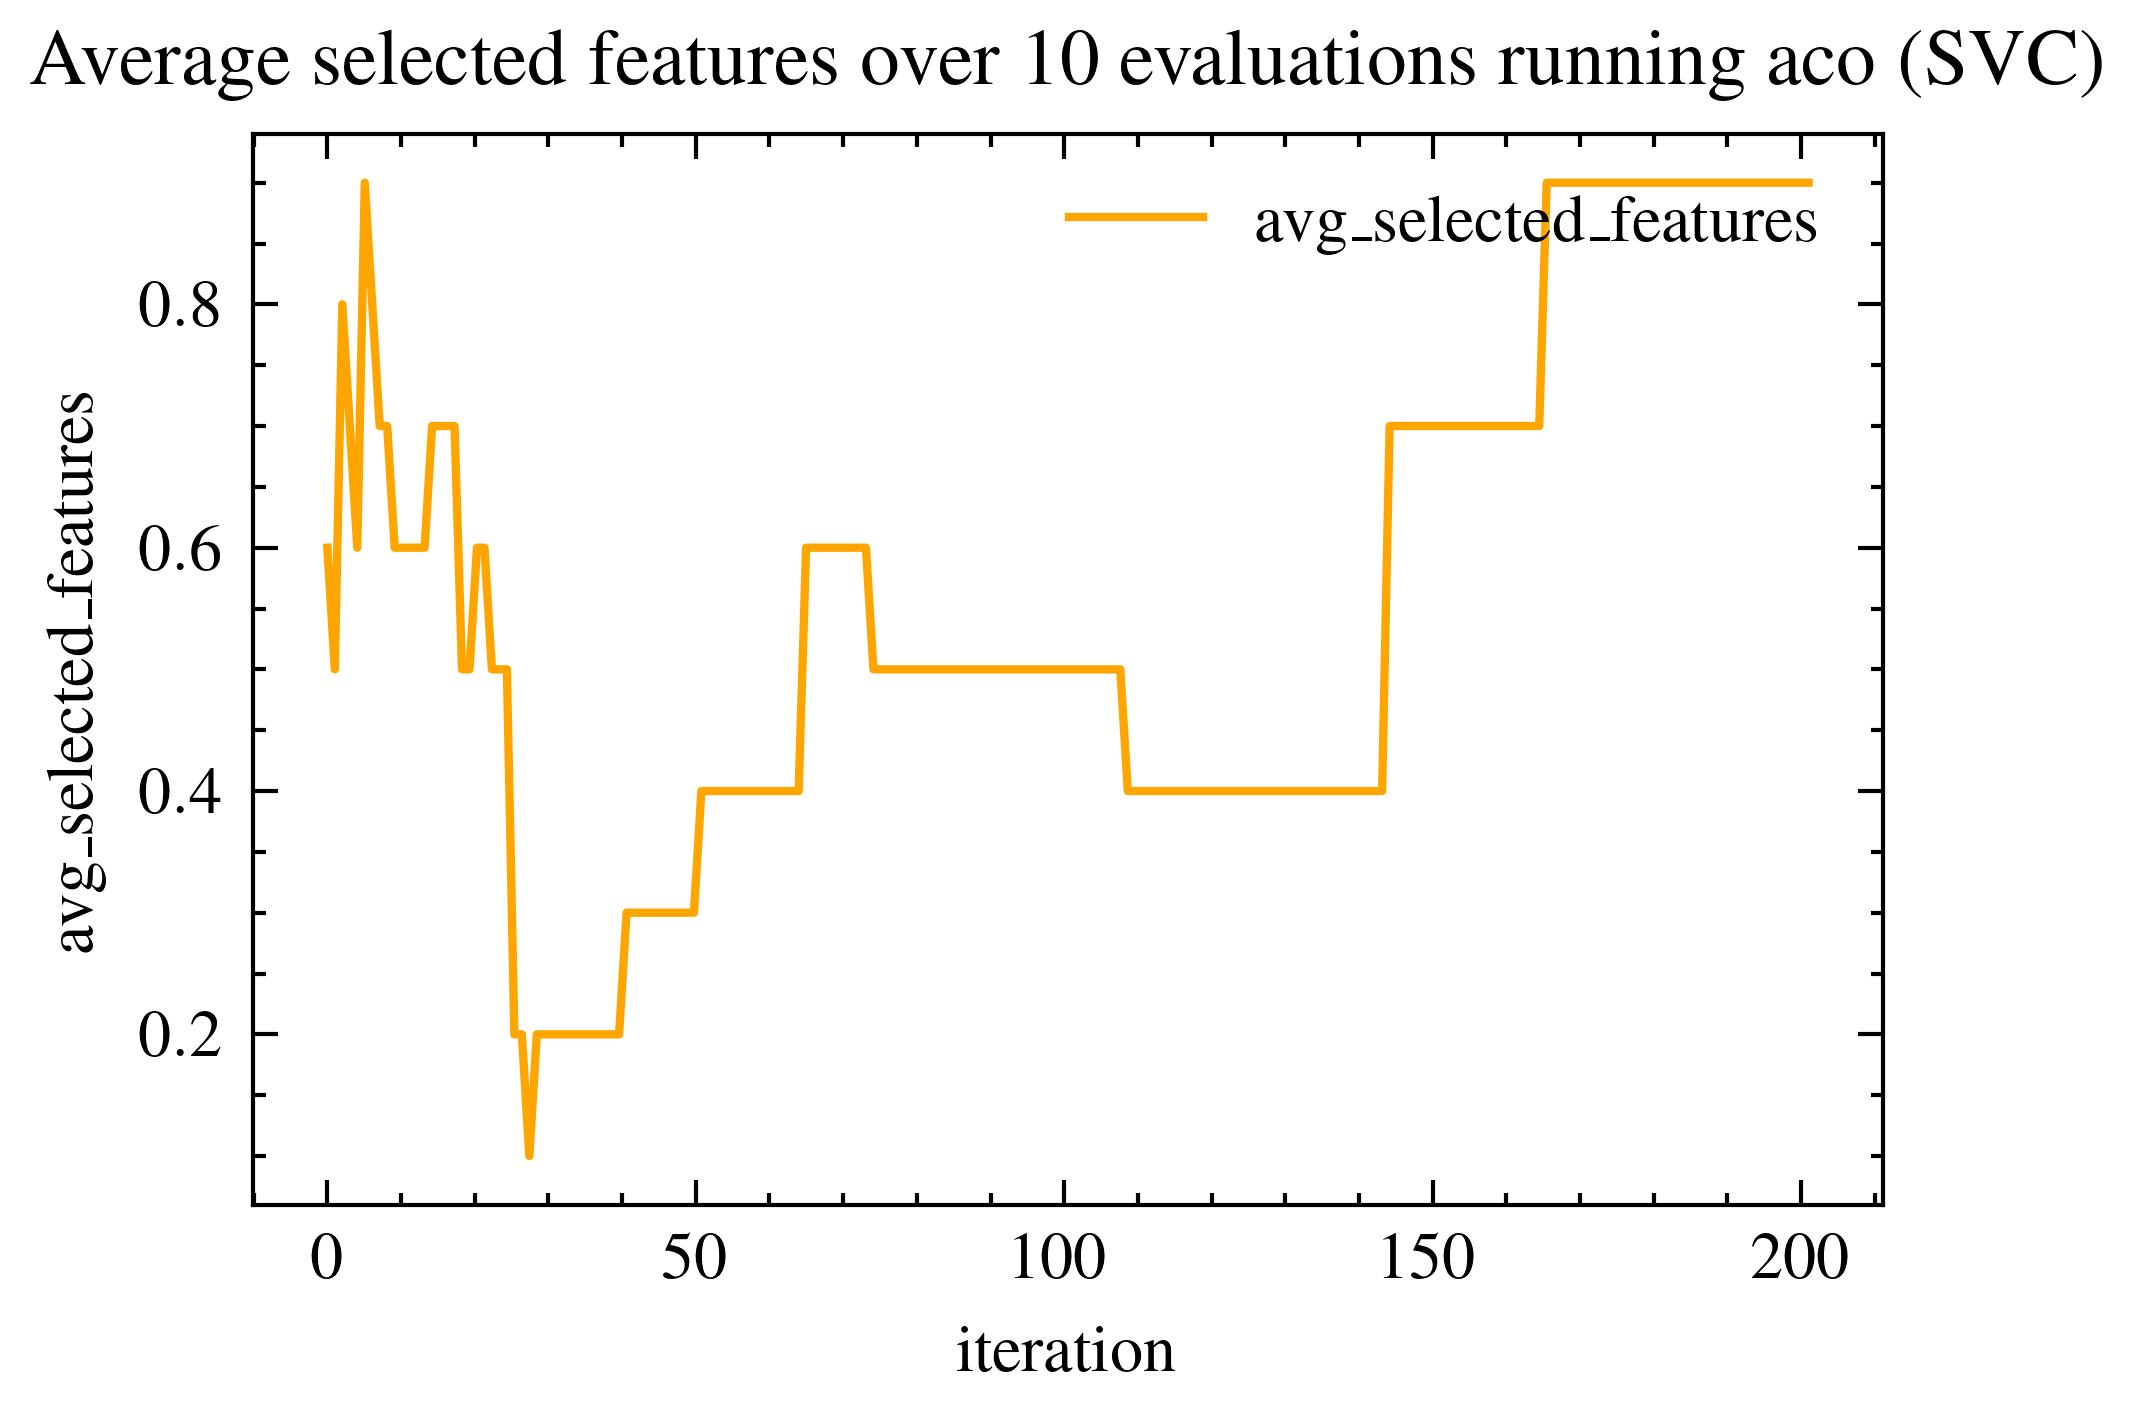 Average selected features over 10 evaluations running aco (SVC)
avg_selected_features
avg_selected_features
0.8
0.6
0.4
0.2
0 50 100 150 200
iteration